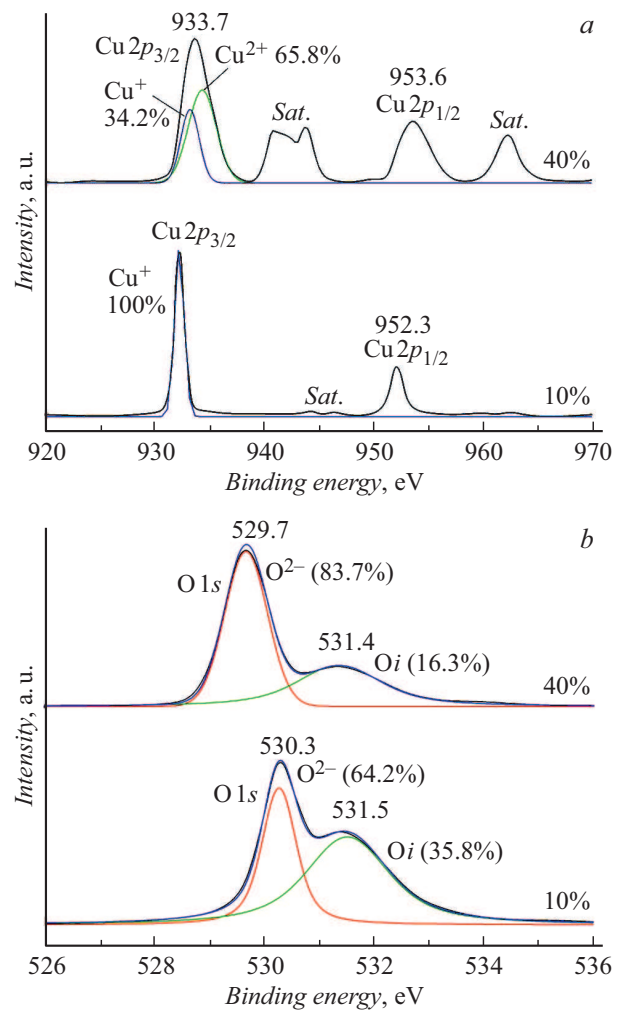 933.7
a
Cu 2p3/2
Cu2+ 65.8%
Cu+
34.2%
Sat.
953.6
Cu 2p1/2
Sat.
40%
Cu 2p3/2
Cu+
100%
952.3
Cu 2p1/2
Sat.
10%
Intensity, a. u.
920 930 940 950 960 970
Binding energy, eV
529.7
b
O 1s
O2− (83.7%)
531.4
Oi (16.3%)
40%
530.3
O2− (64.2%)
O 1s
531.5
Oi (35.8%)
10%
Intensity, a. u.
526 528 530 532 534 536
Binding energy, eV